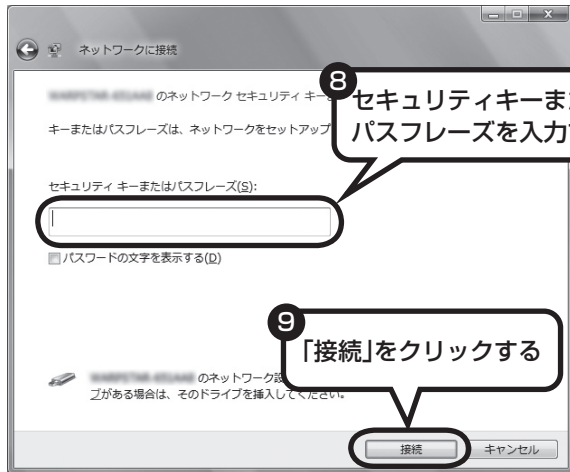 ネットワークに接続
のネットワーク セキュリティ キー
キーまたはパスフレーズは、ネットワークをセットアップ
8
セキュリティキーま
パスフレーズを入力
セキュリティ キーまたはパスフレーズ(S):
パスワードの文字を表示する(D)
9
「接続」をクリックする
のネットワーク
ブがある場合は、そのドライブを挿入してください。
接続 キャンセル